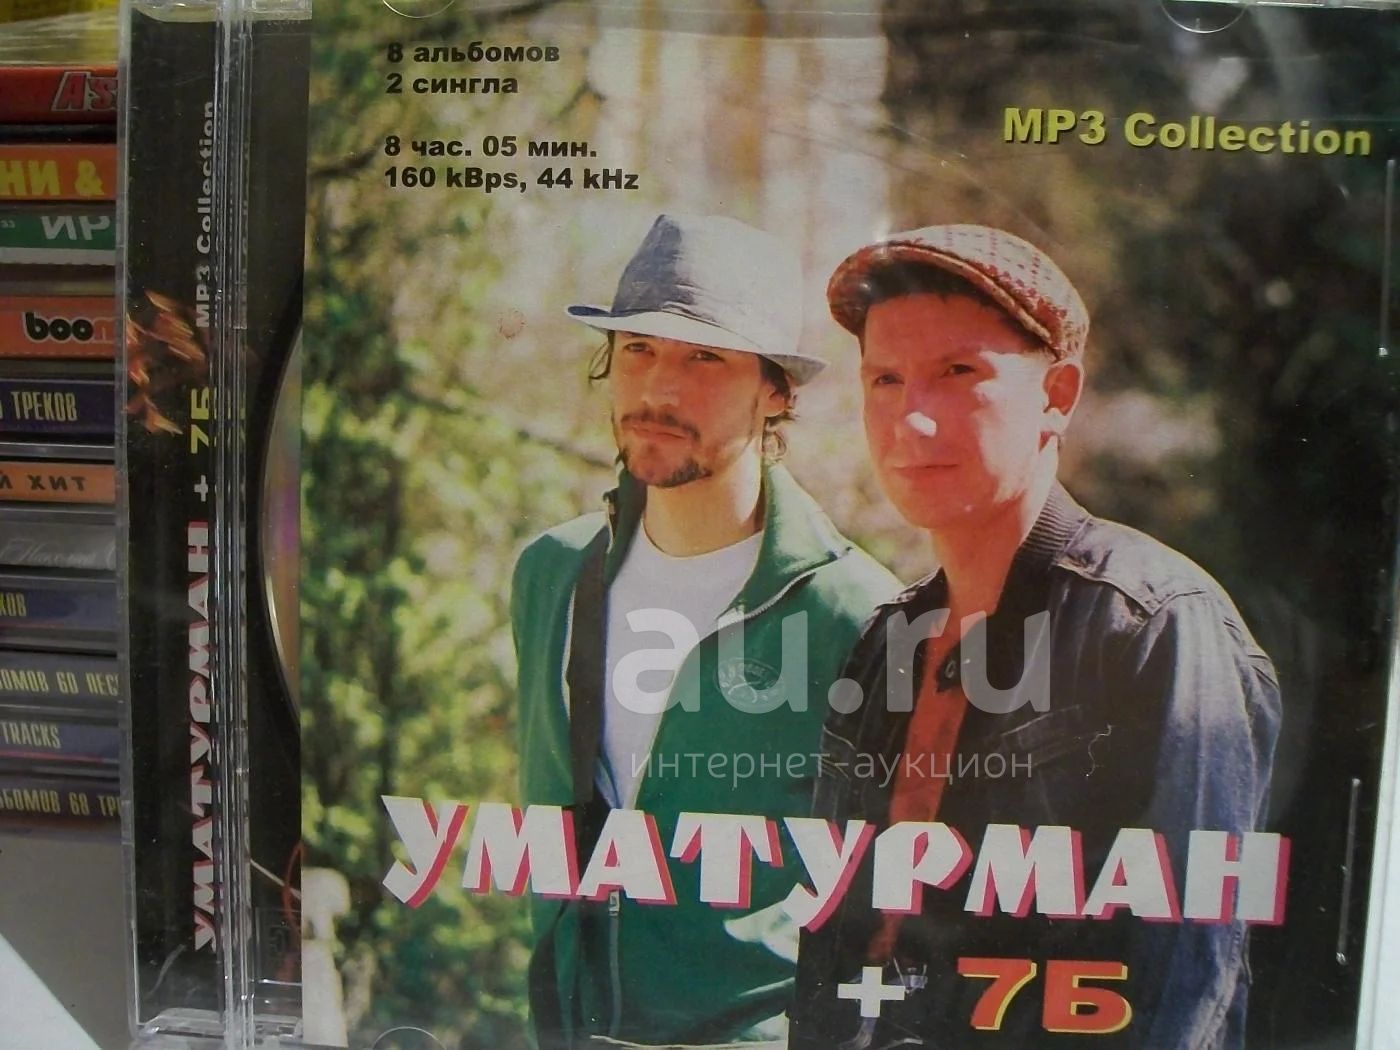 8 альбомов
2 сингла
8 час. 05 мин.
160 kBps, 44 kHz
MP3 Collection
УМАТУРМАН
+ 7Б
УМАТУРМАН + 7Б MP3 Collection
au.ru
интернет-аукцион
НИ &
ТРЕКОВ
ХИТ
TRACKS